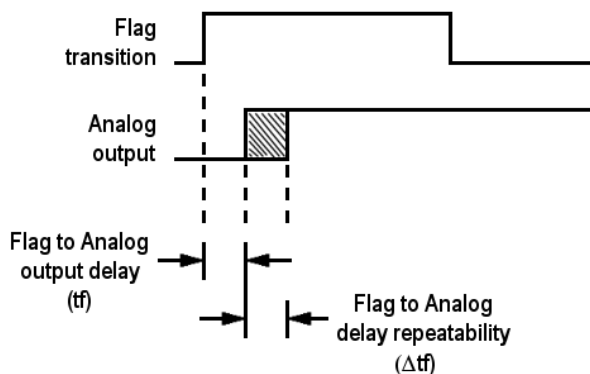 Flag
transition
Analog
output
Flag to Analog
output delay
(tf)
Flag to Analog
delay repeatability
(Δtf)